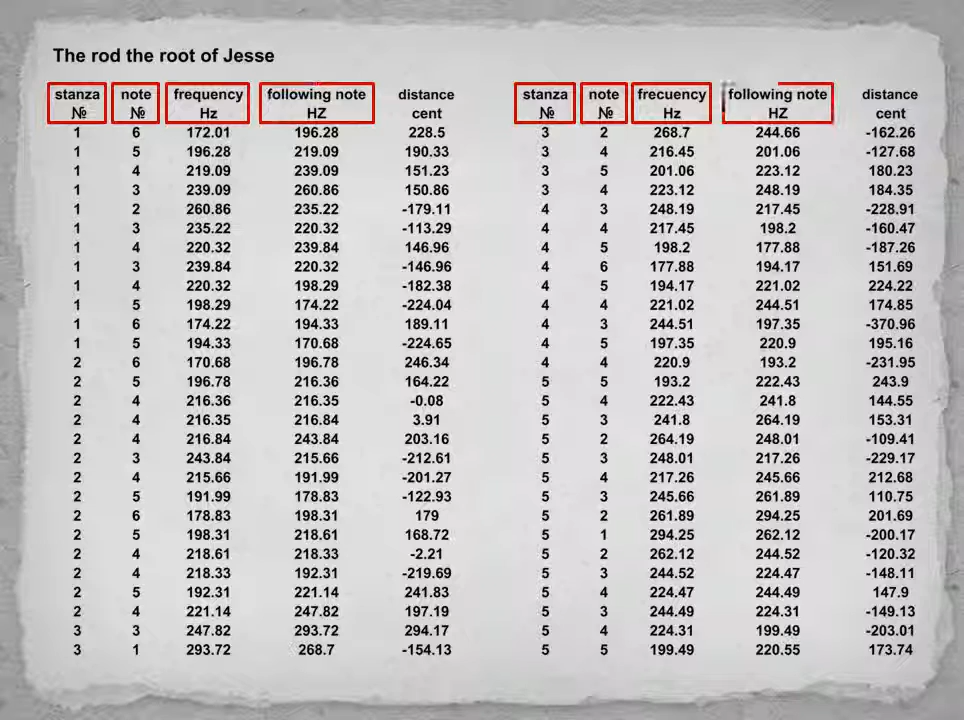 The rod the root of Jesse
stanza note frequency following note distance stanza note frecuency following note distance
№ № Hz HZ cent № № Hz HZ cent
1 6 172.01 196.28 228.5 3 2 268.7 244.66 -162.26
1 5 196.28 219.09 190.33 3 4 216.45 201.06 -127.68
1 4 219.09 239.09 151.23 3 5 201.06 223.12 180.23
1 3 239.09 260.86 150.86 3 4 223.12 248.19 184.35
1 2 260.86 235.22 -179.11 4 3 248.19 217.45 -228.91
1 3 235.22 220.32 -113.29 4 4 217.45 198.2 -160.47
1 4 220.32 239.84 146.96 4 5 198.2 177.88 -187.26
1 3 239.84 220.32 -146.96 4 6 177.88 194.17 151.69
1 4 220.32 198.29 -182.38 4 5 194.17 221.02 224.22
1 5 198.29 174.22 -224.04 4 4 221.02 244.51 174.85
1 6 174.22 194.33 189.11 4 3 244.51 197.35 -370.96
1 5 194.33 170.68 -224.65 4 5 197.35 220.9 195.16
2 6 170.68 196.78 246.34 4 4 220.9 193.2 -231.95
2 5 196.78 216.36 164.22 5 5 193.2 222.43 243.9
2 4 216.36 216.35 -0.08 5 4 222.43 241.8 144.55
2 4 216.35 216.84 3.91 5 3 241.8 264.19 153.31
2 4 216.84 243.84 203.16 5 2 264.19 248.01 -109.41
2 3 243.84 215.66 -212.61 5 3 248.01 217.26 -229.17
2 4 215.66 191.99 -201.27 5 4 217.26 245.66 212.68
2 5 191.99 178.83 -122.93 5 3 245.66 261.89 110.75
2 6 178.83 198.31 179 5 2 261.89 294.25 201.69
2 5 198.31 218.61 168.72 5 1 294.25 262.12 -200.17
2 4 218.61 218.33 -2.21 5 2 262.12 244.52 -120.32
2 4 218.33 192.31 -219.69 5 3 244.52 224.47 -148.11
2 5 192.31 221.14 241.83 5 4 224.47 244.49 147.9
2 4 221.14 247.82 197.19 5 3 244.49 224.31 -149.13
3 3 247.82 293.72 294.17 5 4 224.31 199.49 -203.01
3 1 293.72 268.7 -154.13 5 5 199.49 220.55 173.74